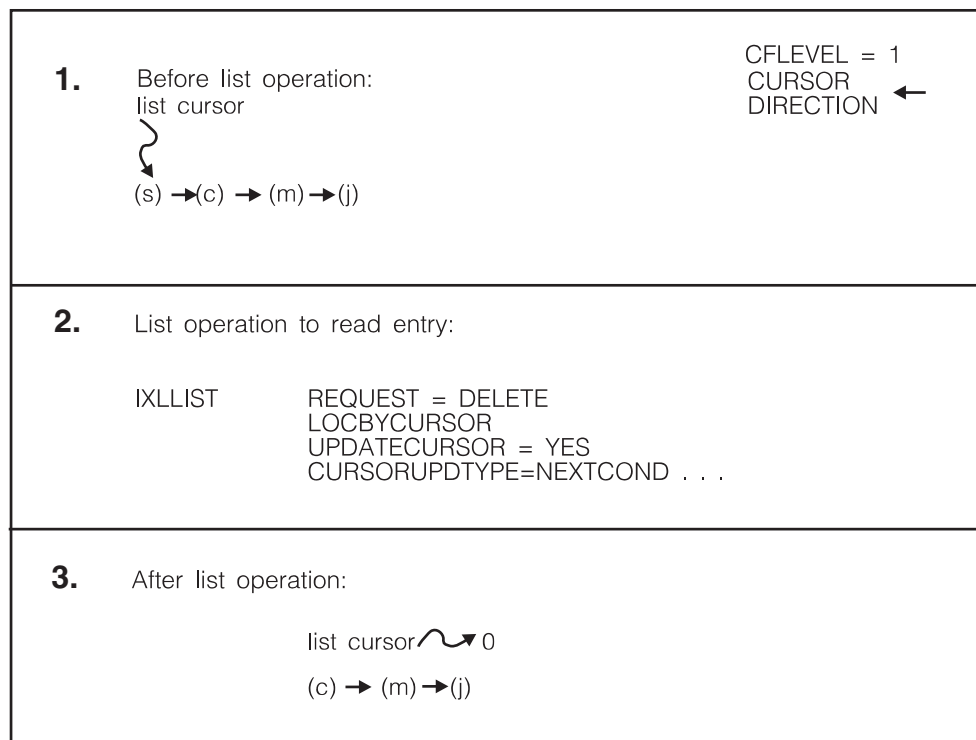 CFLEVEL = 1
1. Before list operation:
CURSOR
list cursor
DIRECTION ←
(s) →(c) → (m) →(j)
2. List operation to read entry:
IXLLIST REQUEST = DELETE
LOCBYCURSOR
UPDATECURSOR = YES
CURSORUPDTYPE=NEXTCOND . . .
3. After list operation:
list cursor 0
(c) → (m) →(j)